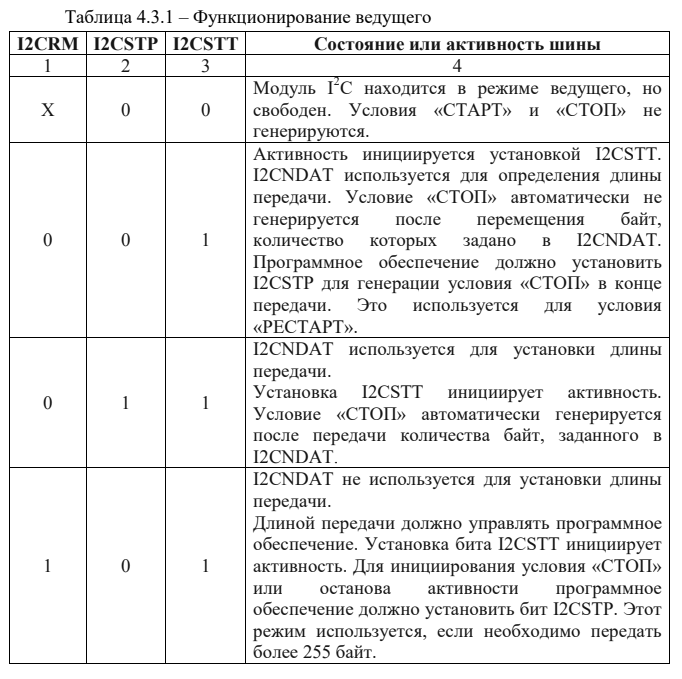 Таблица 4.3.1 – Функционирование ведущего
I2CRM I2CSTP I2CSTT Состояние или активность шины
1 2 3 4
X 0 0
Модуль I²C находится в режиме ведущего, но
свободен. Условия «СТАРТ» и «СТОП» не
генерируются.
0 0 1
Активность инициируется установкой I2CSTT.
I2CNDAT используется для определения длины
передачи. Условие «СТОП» автоматически не
генерируется после перемещения байт,
количество которых задано в I2CNDAT.
Программное обеспечение должно установить
I2CSTP для генерации условия «СТОП» в конце
передачи. Это используется для условия
«РЕСТАРТ».
0 1 1
I2CNDAT используется для установки длины
передачи.
Установка I2CSTT инициирует активность.
Условие «СТОП» автоматически генерируется
после передачи количества байт, заданного в
I2CNDAT.
1 0 1
I2CNDAT не используется для установки длины
передачи.
Длиной передачи должно управлять программное
обеспечение. Установка бита I2CSTT инициирует
активность. Для инициирования условия «СТОП»
или останова активности программное
обеспечение должно установить бит I2CSTP. Этот
режим используется, если необходимо передать
более 255 байт.